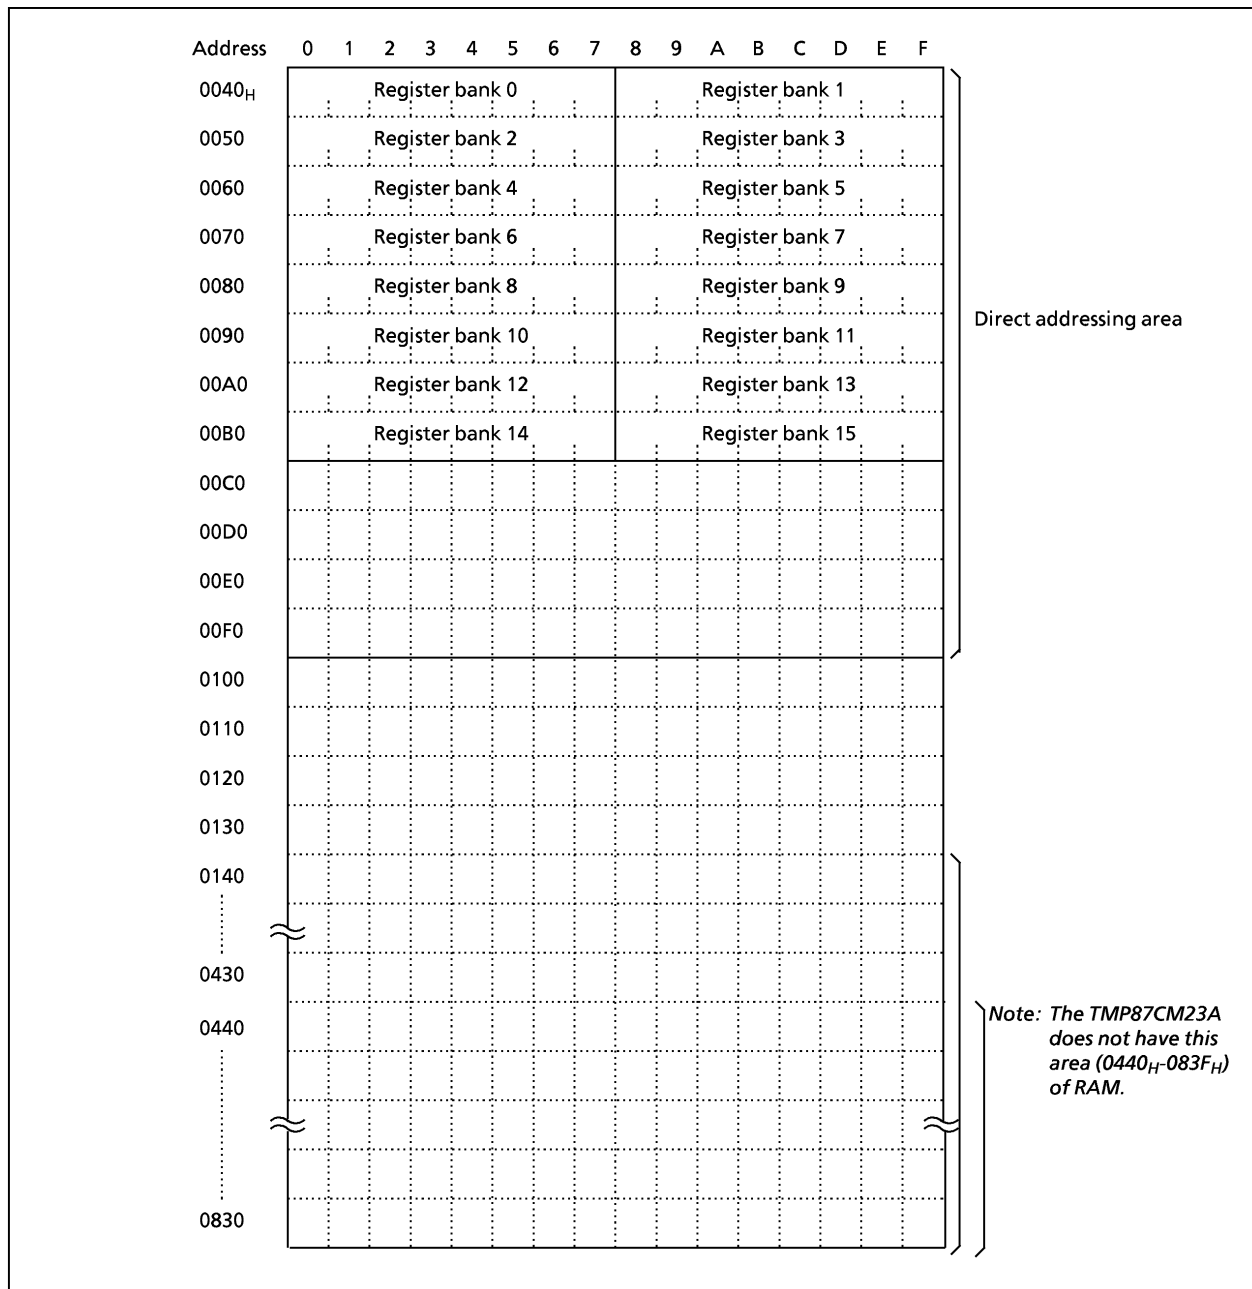 Address 0 1 2 3 4 5 6 7 8 9 A B C D E F
0040H Register bank 0 Register bank 1
0050 Register bank 2 Register bank 3
0060 Register bank 4 Register bank 5
0070 Register bank 6 Register bank 7
0080 Register bank 8 Register bank 9
Direct addressing area
0090 Register bank 10 Register bank 11
00A0 Register bank 12 Register bank 13
00B0 Register bank 14 Register bank 15
00C0
00D0
00E0
00F0
0100
0110
0120
0130
0140
0430
0440
Note: The TMP87CM23A
does not have this
area (0440H-083FH)
of RAM.
0830